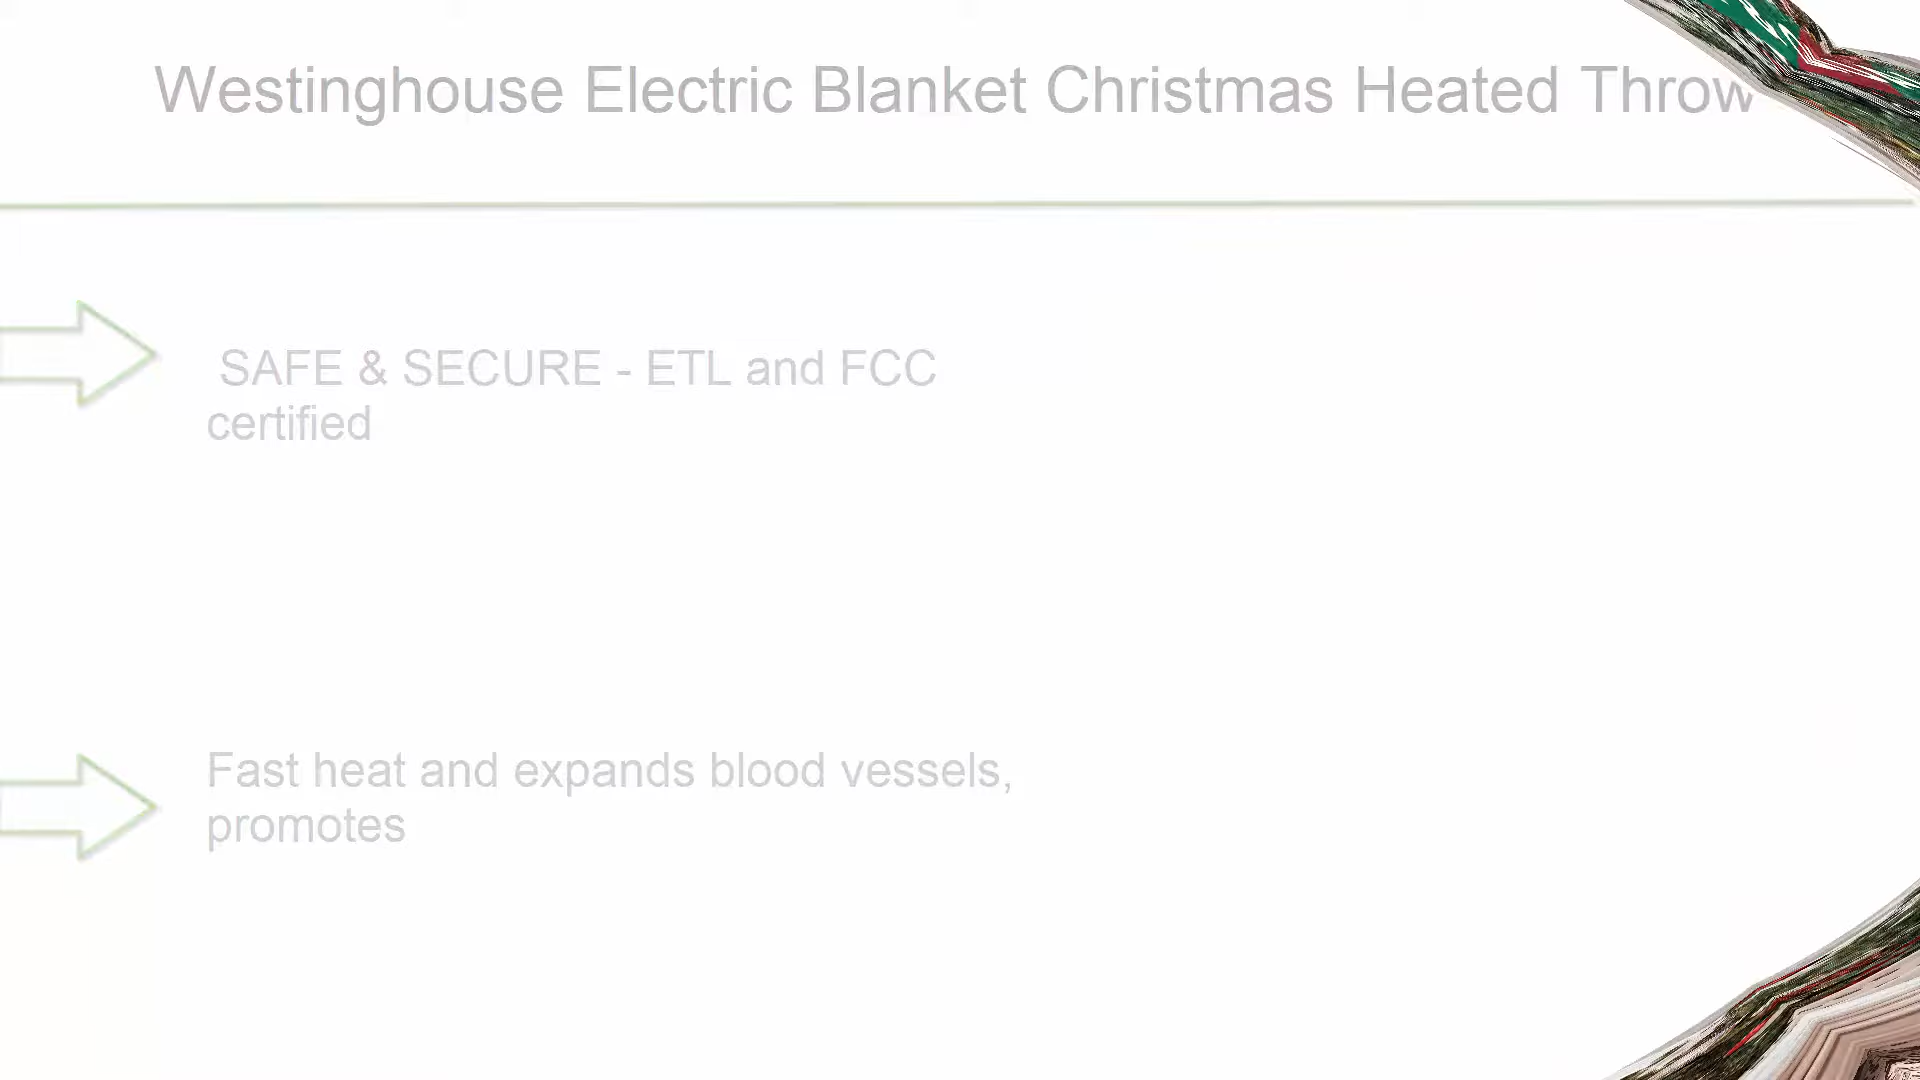 Westinghouse Electric Blanket Christmas Heated Throw
SAFE & SECURE - ETL and FCC
certified
Fast heat and expands blood vessels,
promotes